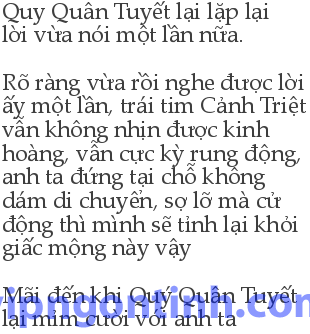 Quy Quân Tuyết lại lặp lại
lời vừa nói một lần nữa.
Rõ ràng vừa rồi nghe được lời
ấy một lần, trái tim Cảnh Triệt
vẫn không nhịn được kinh
hoàng, vẫn cực kỳ rung động,
anh ta đứng tại chỗ không
dám di chuyển, sợ lỡ mà cử
động thì mình sẽ tỉnh lại khỏi
giấc mộng này vậy
Mãi đến khi Quý Quân Tuyết
lại mỉm cười với anh ta
vipngontinh.com